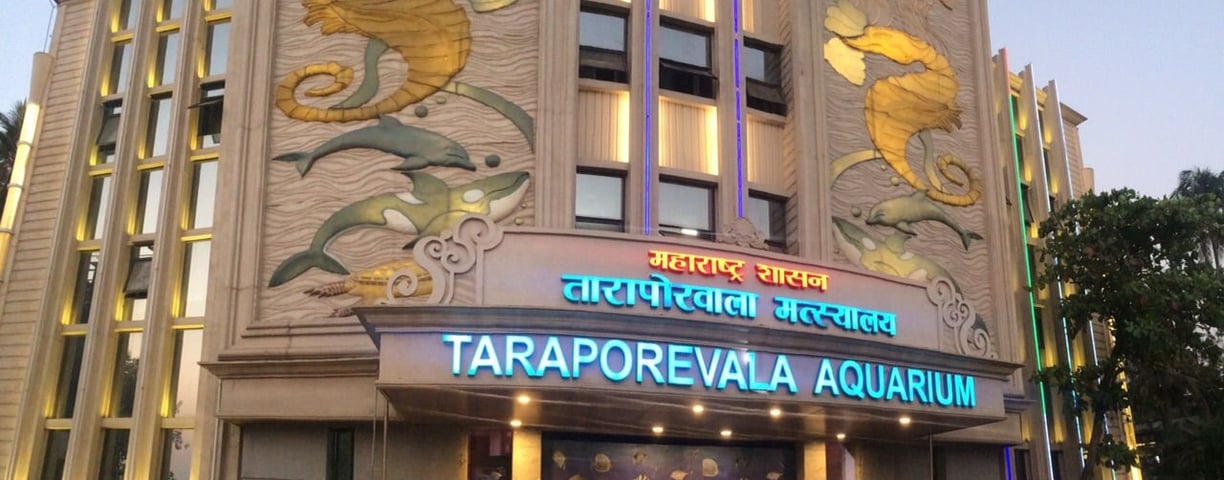 महाराष्ट्र शासन
तारापोरवाला मत्स्यालय
TARAPOREVALA AQUARIUM